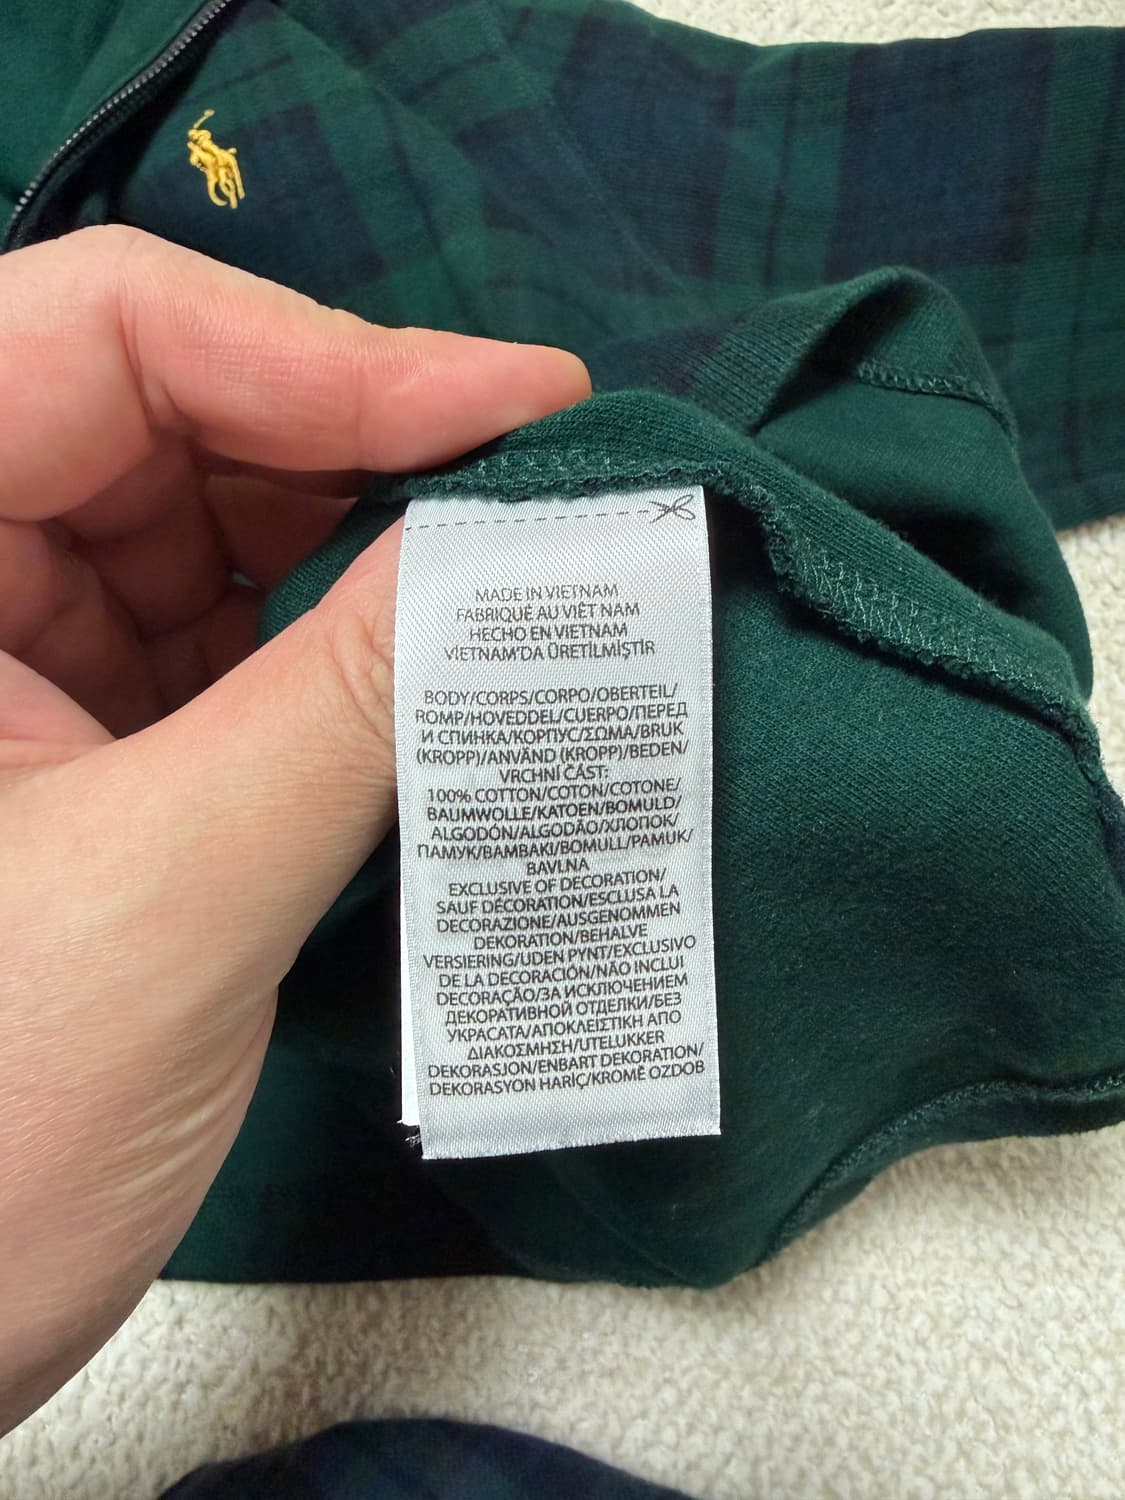 MADE IN VIETNAM
FABRIQUÉ AU VIÊT NAM
HECHO EN VIETNAM
VİETNAM'DA ÜRETİLMİŞTİR
BODY/CORPS/CORPO/OBERTEIL/
ROMP/HOVEDDEL/CUERPO/ПЕРЕД
И СПИНКА/КОРПУС/ΣΩΜΑ/BRUK
(KROPP)/ANVÄND (KROPP)/BEDEN/
VRCHNÍ ČÁST:
100% COTTON/COTON/COTONE/
BAUMWOLLE/KATOEN/BOMULD/
ALGODÓN/ALGODÃO/ХЛОПОК/
ПАМУК/ΒΑΜΒΑΚΙ/BOMULL/PAMUK/
BAVLNA
EXCLUSIVE OF DECORATION/
SAUF DÉCORATION/ESCLUSA LA
DECORAZIONE/AUSGENOMMEN
DEKORATION/BEHALVE
VERSIERING/UDEN PYNT/EXCLUSIVO
DE LA DECORACIÓN/NÃO INCLUI
DECORAÇÃO/ЗА ИСКЛЮЧЕНИЕМ
ДЕКОРАТИВНОЙ ОТДЕЛКИ/БЕЗ
УКРАСАТА/ΑΠΟΚΛΕΙΣΤΙΚΗ ΑΠΟ
ΔΙΑΚΟΣΜΗΣΗ/UTELUKKER
DEKORASJON/ENBART DEKORATION/
DEKORASYON HARİÇ/KROMĚ OZDOB